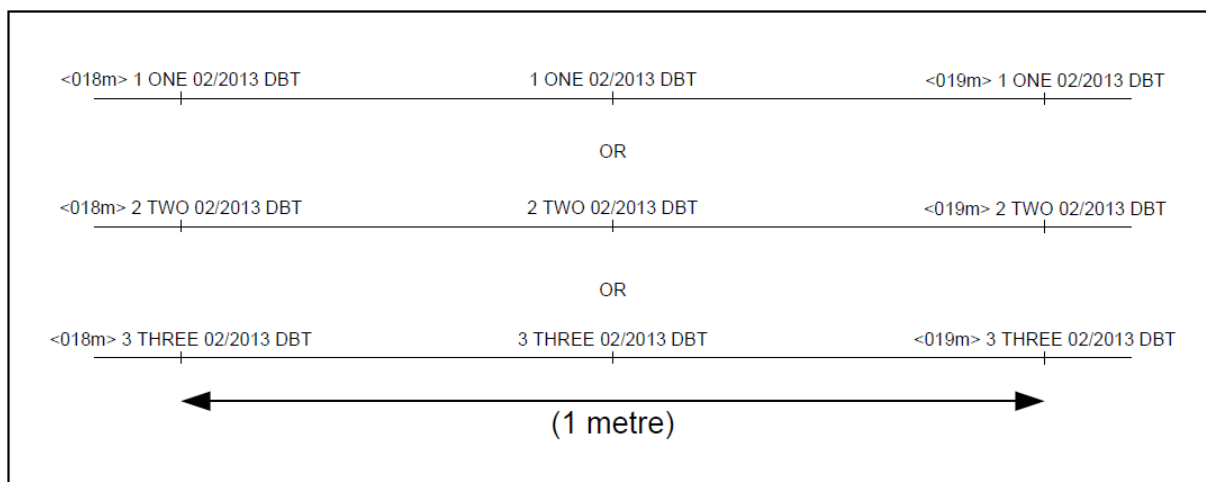 <018m> 1 ONE 02/2013 DBT 1 ONE 02/2013 DBT <019m> 1 ONE 02/2013 DBT
OR
<018m> 2 TWO 02/2013 DBT 2 TWO 02/2013 DBT <019m> 2 TWO 02/2013 DBT
OR
<018m> 3 THREE 02/2013 DBT 3 THREE 02/2013 DBT <019m> 3 THREE 02/2013 DBT
(1 metre)